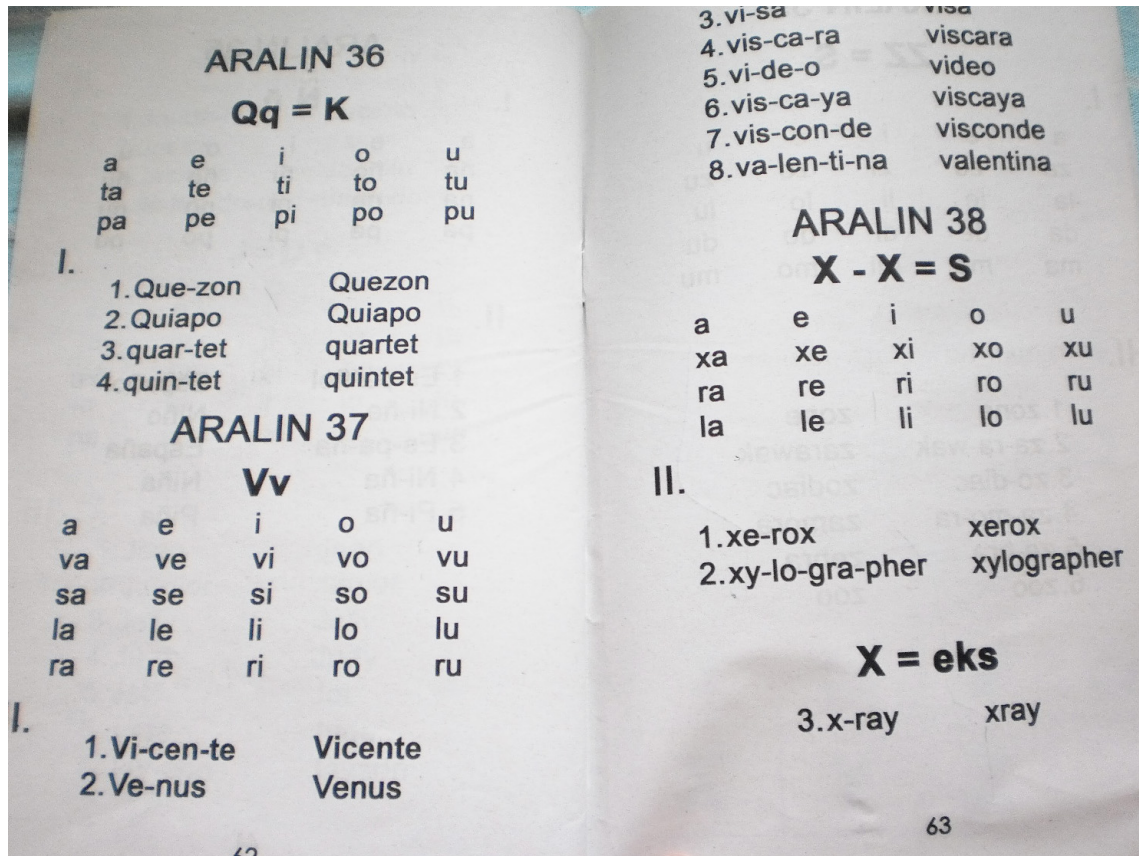 ARALIN 36
Qq = K
a e i o u
ta te ti to tu
pa pe pi po pu
I.
1. Que-zon Quezon
2. Quiapo Quiapo
3. quar-tet quartet
4. quin-tet quintet
ARALIN 37
Vv
a e i o u
va ve vi vo vu
sa se si so su
la le li lo lu
ra re ri ro ru
I.
1. Vi-cen-te Vicente
2. Ve-nus Venus
62
3. vi-sa visa
4. vis-ca-ra viscara
5. vi-de-o video
6. vis-ca-ya viscaya
7. vis-con-de visconde
8. va-len-ti-na valentina
ARALIN 38
X - X = S
a e i o u
xa xe xi xo xu
ra re ri ro ru
la le li lo lu
II.
1. xe-rox xerox
2. xy-lo-gra-pher xylographer
X = eks
3. x-ray xray
63